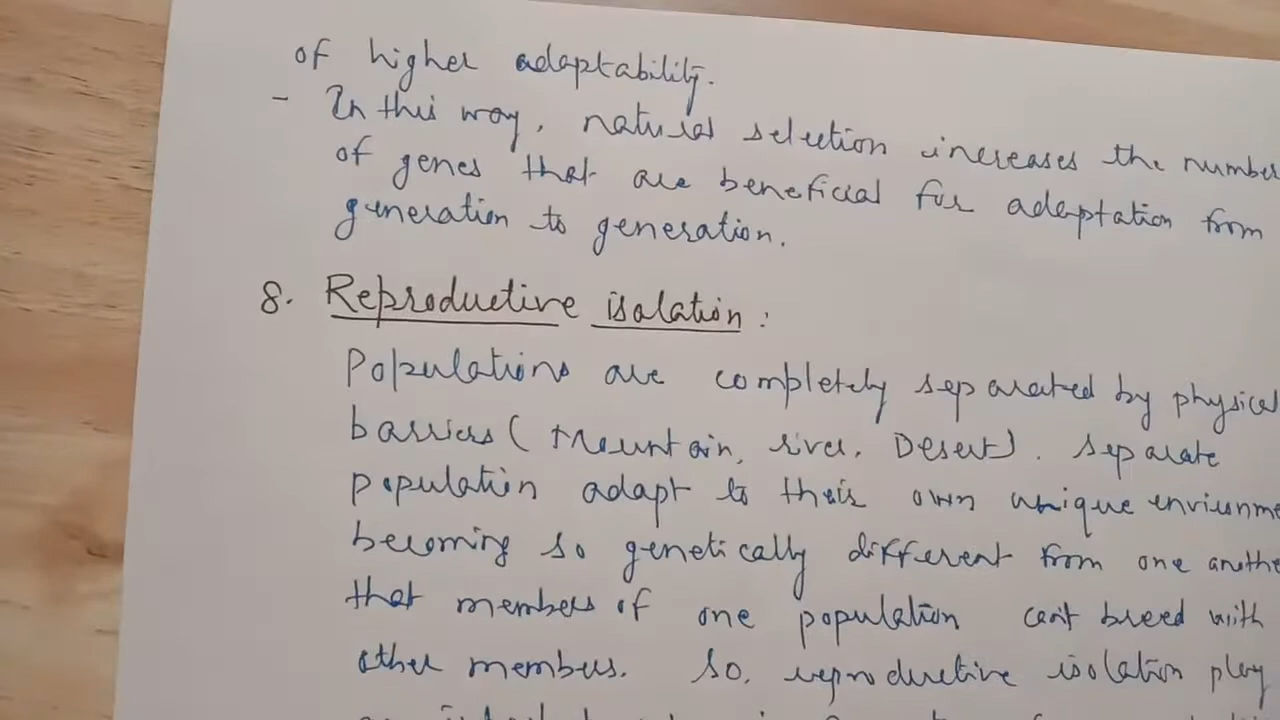 of higher adaptability.
- In this way, natural selection increases the number
of genes that are beneficial for adaptation from
generation to generation.
8. Reproductive isolation :
Populations are completely separated by physical
barriers ( Mountain, river, Desert) . separate
population adapt to their own unique environme
becoming so genetically different from one anothe
that members of one population can't breed with
other members. So, reproductive isolation play